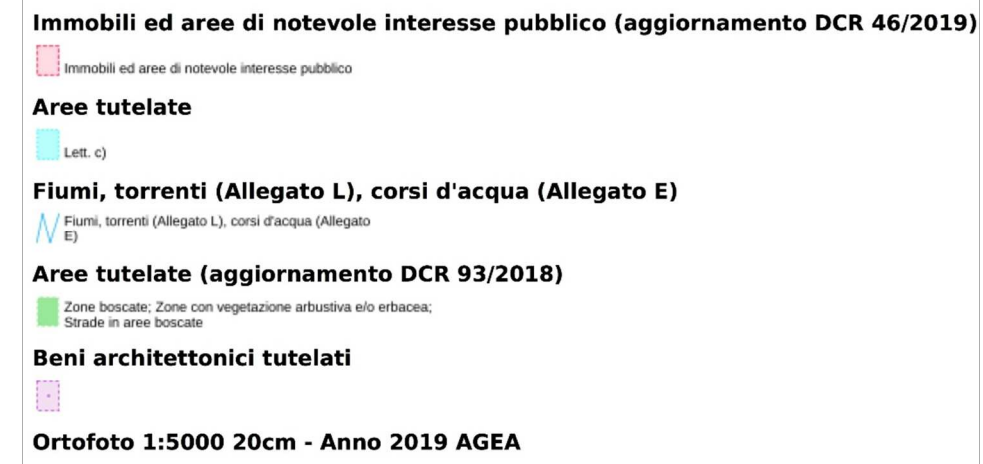 Immobili ed aree di notevole interesse pubblico (aggiornamento DCR 46/2019)
Immobili ed aree di notevole interesse pubblico
Aree tutelate
Lett. c)
Fiumi, torrenti (Allegato L), corsi d'acqua (Allegato E)
Fiumi, torrenti (Allegato L), corsi d'acqua (Allegato
E)
Aree tutelate (aggiornamento DCR 93/2018)
Zone boscate; Zone con vegetazione arbustiva e/o erbacea;
Strade in aree boscate
Beni architettonici tutelati
Ortofoto 1:5000 20cm - Anno 2019 AGEA